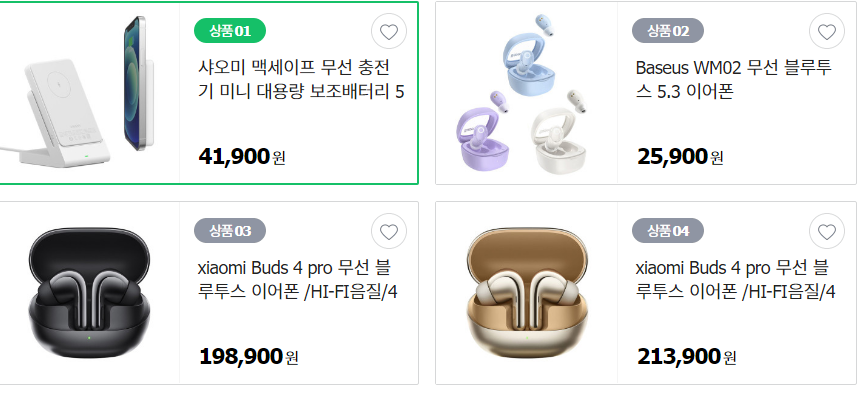 상품 01
샤오미 맥세이프 무선 충전
기 미니 대용량 보조배터리 5
41,900원
상품 02
Baseus WM02 무선 블루투
스 5.3 이어폰
25,900원
상품 03
xiaomi Buds 4 pro 무선 블
루투스 이어폰 /HI-FI음질/4
198,900원
상품 04
xiaomi Buds 4 pro 무선 블
루투스 이어폰 /HI-FI음질/4
213,900원